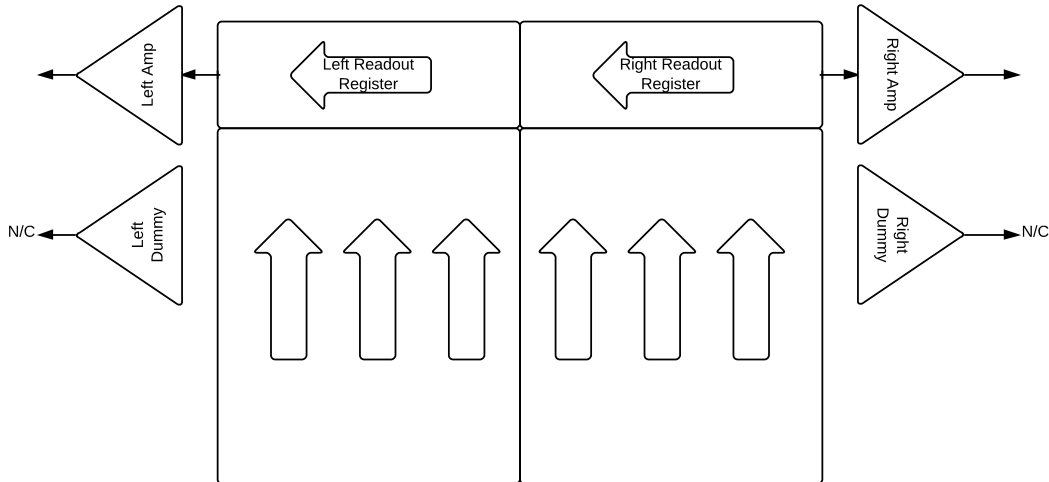 Left Amp
Left Readout
Register
Right Readout
Register
Right Amp
N/C
Left
Dummy
Right
Dummy
N/C